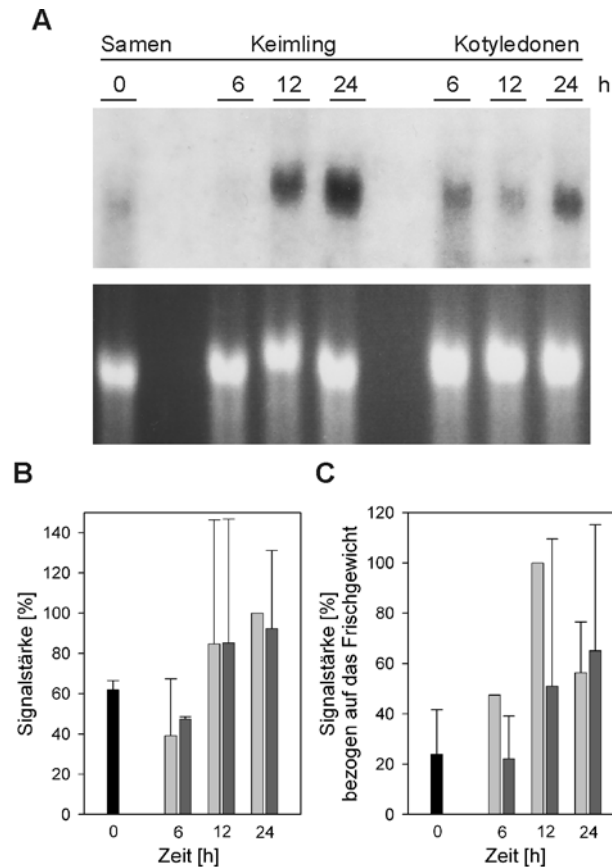 A
Samen Keimling Kotyledonen
0 6 12 24 6 12 24 h
B
Signalstärke [%]
140
120
100
80
60
40
20
0
0 6 12 24
Zeit [h]
C
Signalstärke [%]
bezogen auf das Frischgewicht
120
100
80
60
40
20
0
0 6 12 24
Zeit [h]